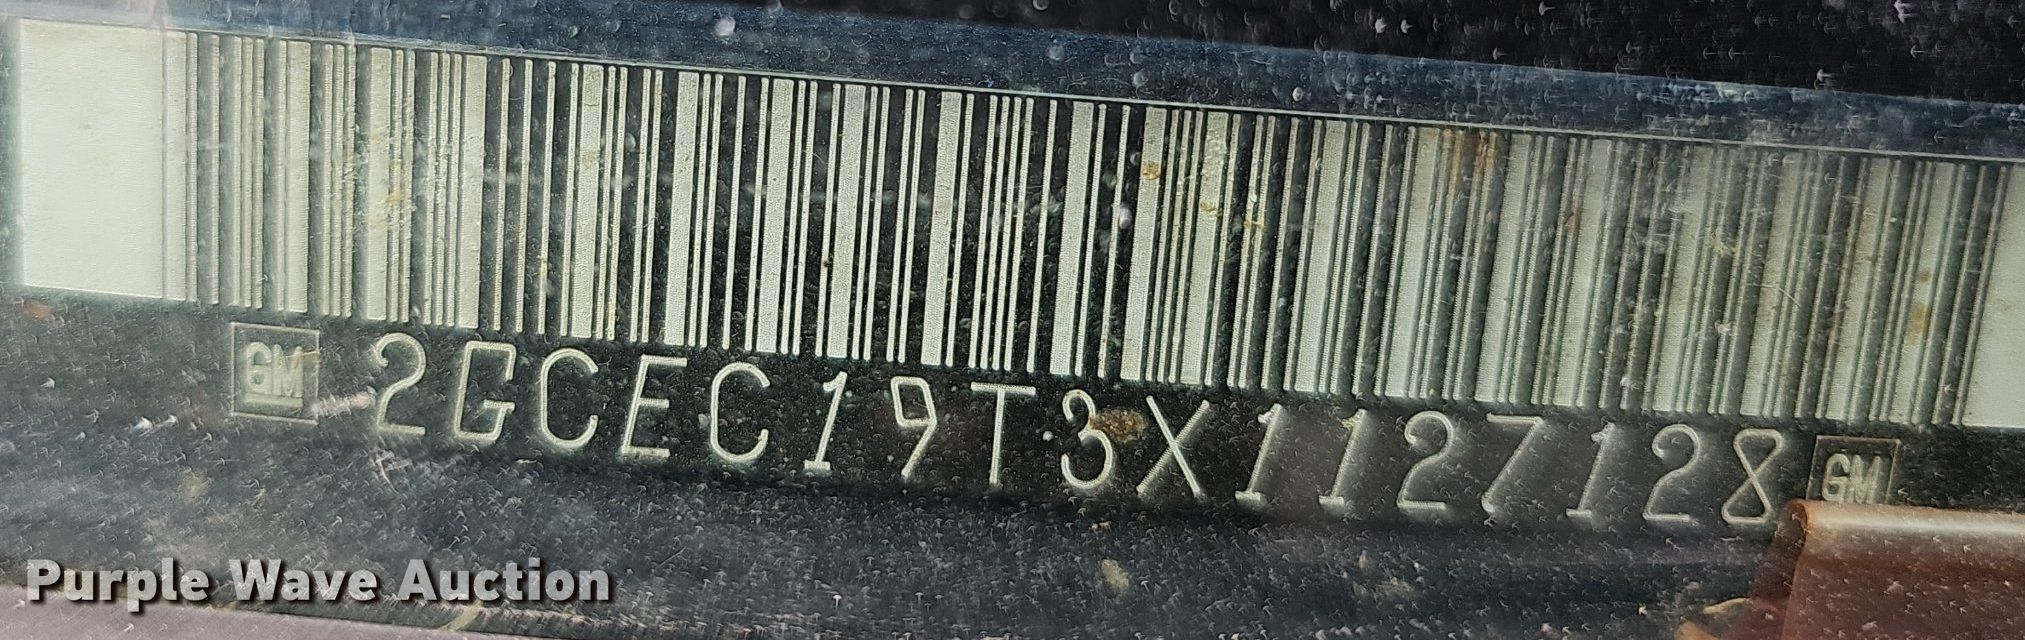 GM 2GCEC19T3X1127128 GM
Purple Wave Auction